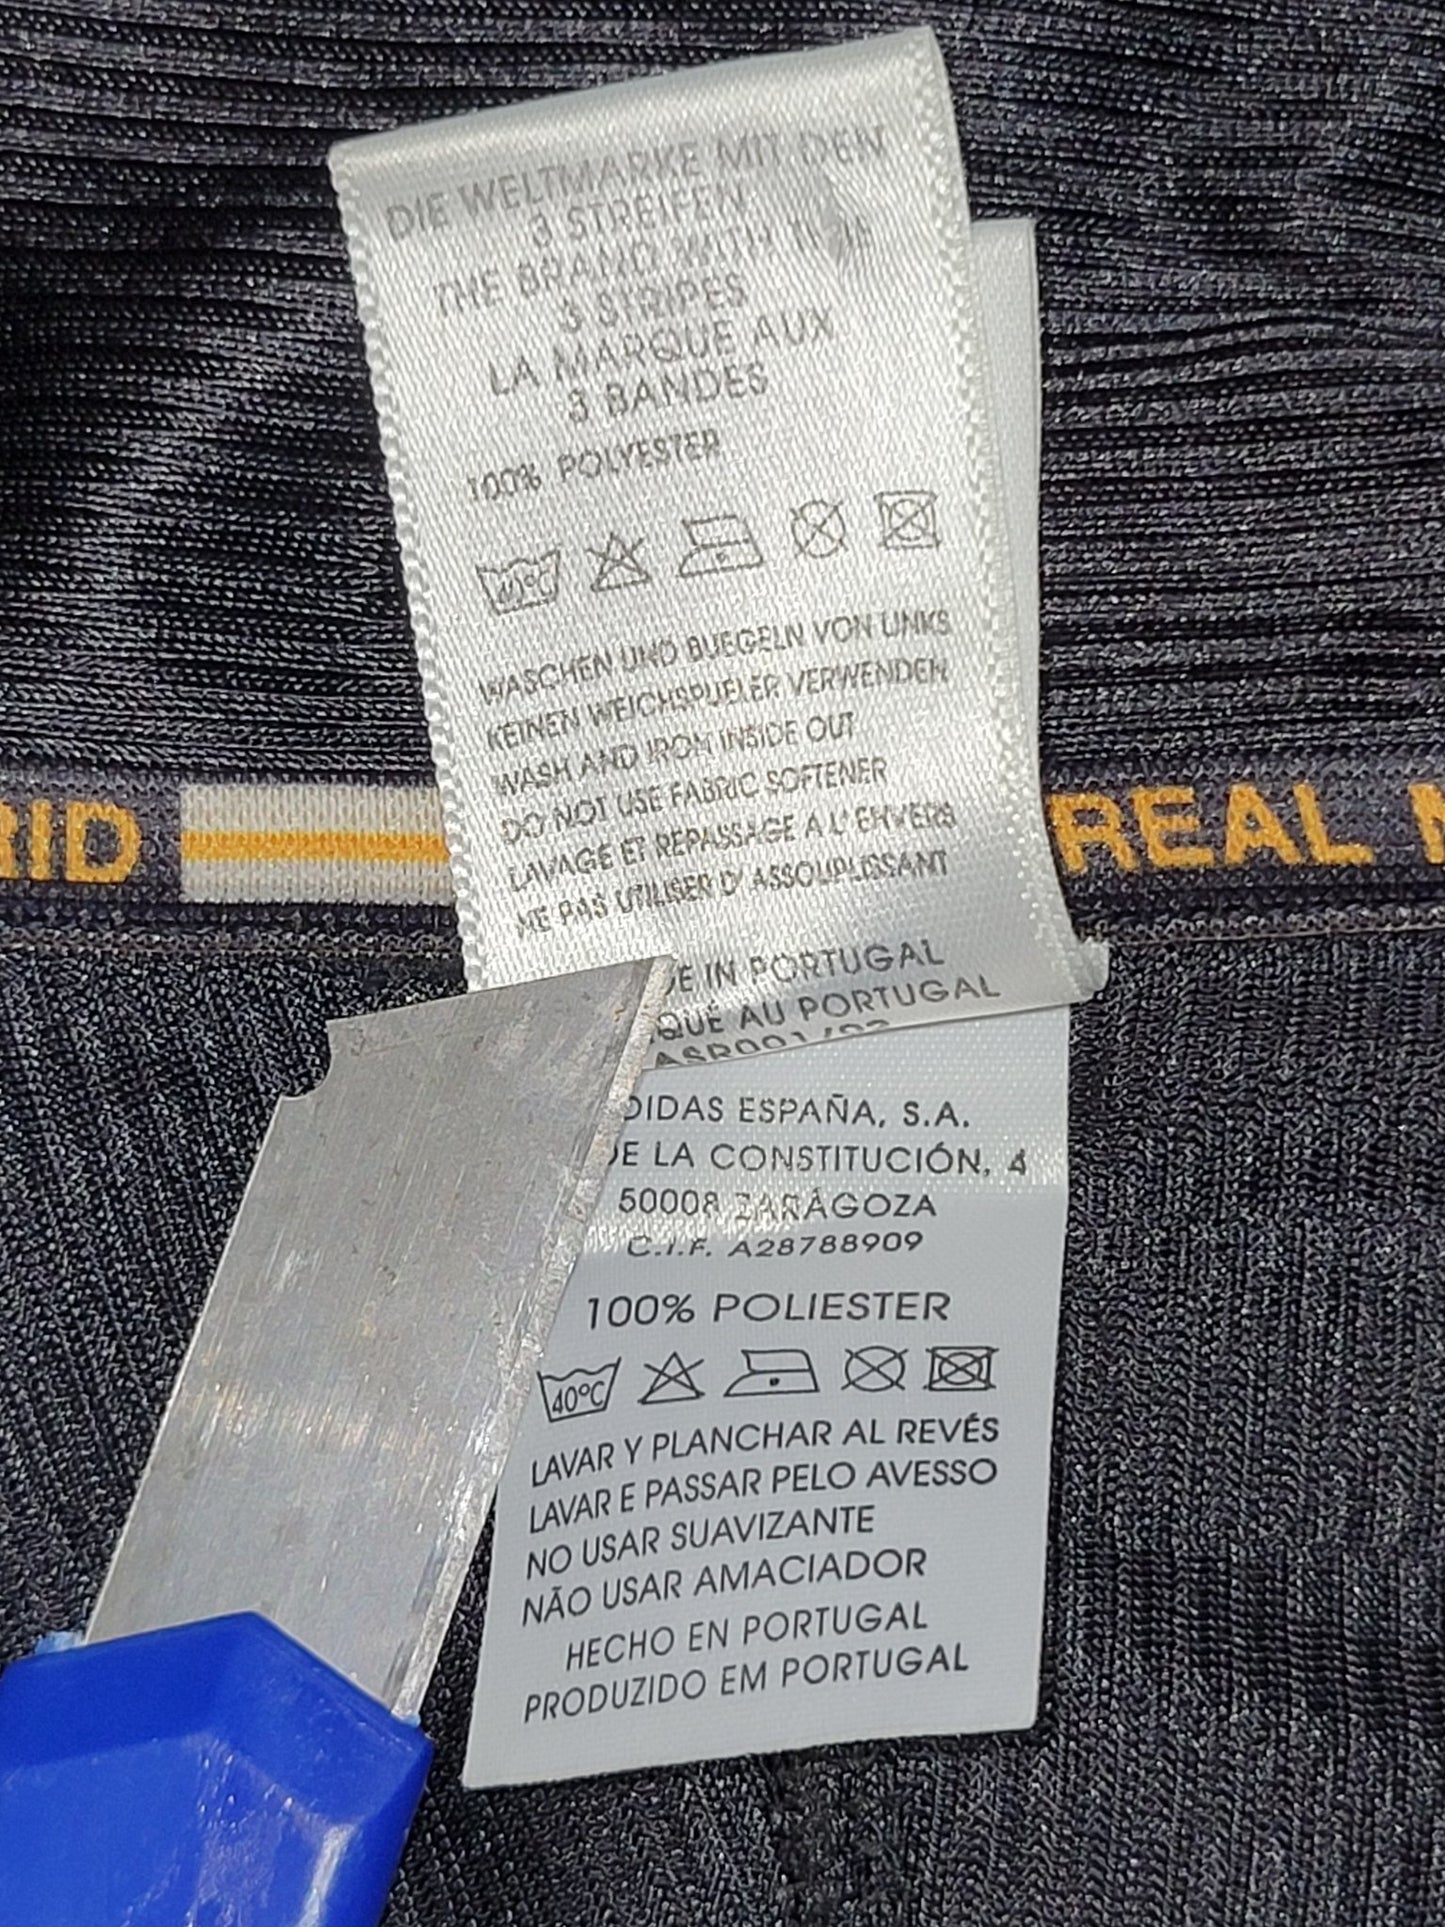 DIE WELTMARKE MIT DEN
3 STREIFEN
THE BRAND WITH THE
3 STRIPES
LA MARQUE AUX
3 BANDES
100% POLYESTER
40°C
WASCHEN UND BUEGELN VON LINKS
KEINEN WEICHSPUELER VERWENDEN
WASH AND IRON INSIDE OUT
DO NOT USE FABRIC SOFTENER
LAVAGE ET REPASSAGE A L' ENVERS
NE PAS UTILISER D' ASSOUPLISSANT
RID REAL M
DE IN PORTUGAL
QUÉ AU PORTUGAL
ASR001/02
DIDAS ESPAÑA, S.A.
DE LA CONSTITUCIÓN, 4
50008 ZARAGOZA
C.I.F. A28788909
100% POLIESTER
40°C
LAVAR Y PLANCHAR AL REVÉS
LAVAR E PASSAR PELO AVESSO
NO USAR SUAVIZANTE
NÃO USAR AMACIADOR
HECHO EN PORTUGAL
PRODUZIDO EM PORTUGAL